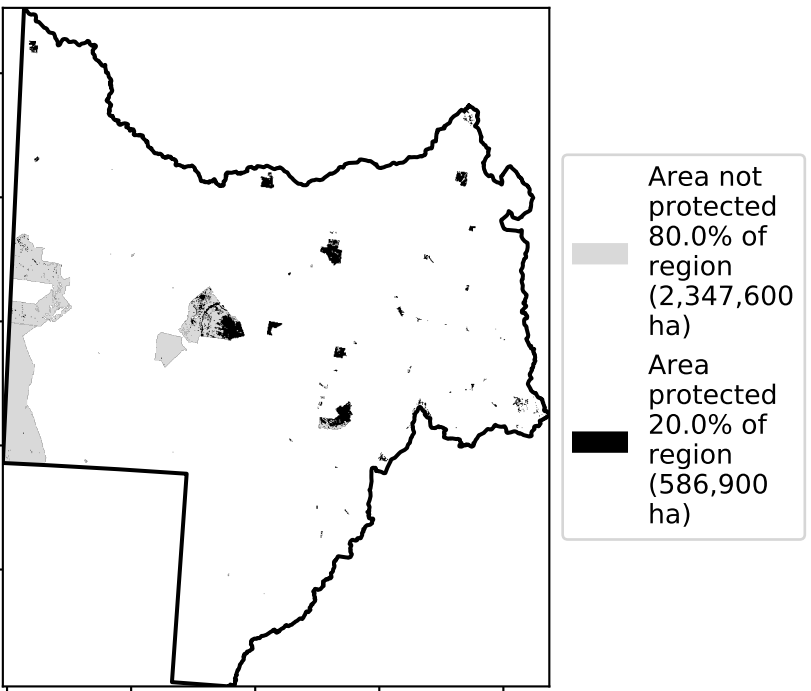 Area not
protected
80.0% of
region
(2,347,600
ha)
Area
protected
20.0% of
region
(586,900
ha)